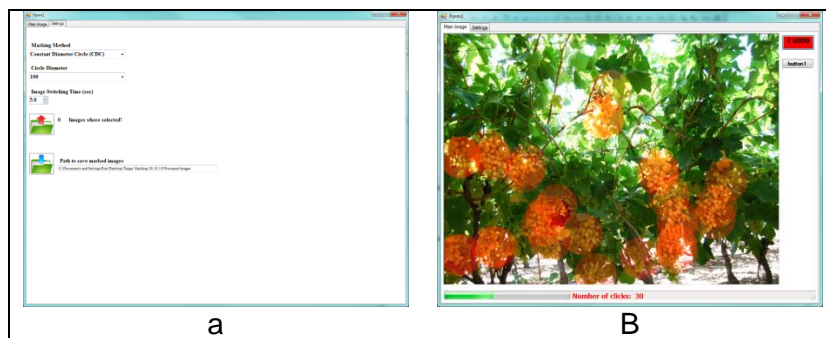 Form1
Main Image Settings
Marking Method
Constant Diameter Circle (CDC)
Circle Diameter
100
Image Switching Time (sec)
5.0
0 Images where selected!
Path to save marked images
Form1
Main Image Settings
button1
Number of clicks: 30
a
B